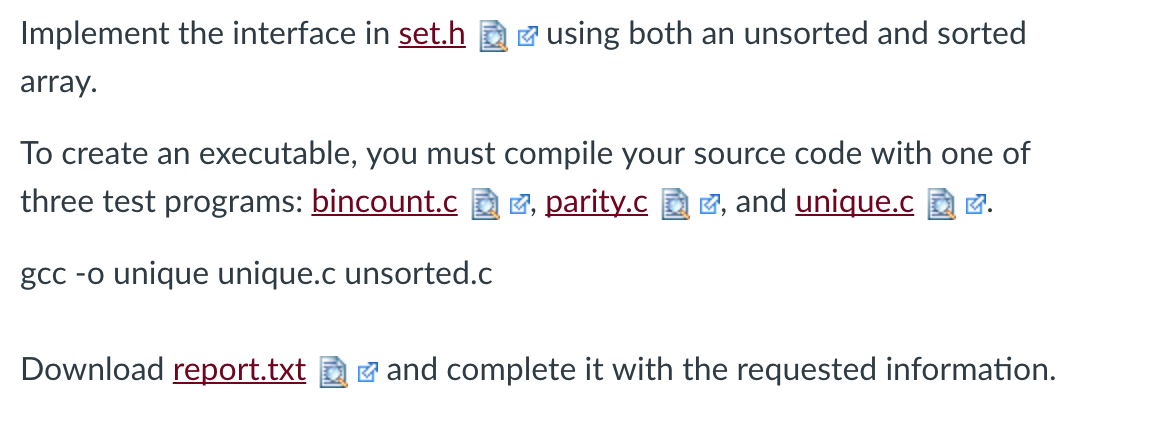 Implement the interface in set.h using both an unsorted and sorted
array.
To create an executable, you must compile your source code with one of
three test programs: bincount.c, parity.c, and unique.c.
gcc -o unique unique.c unsorted.c
Download report.txt and complete it with the requested information.